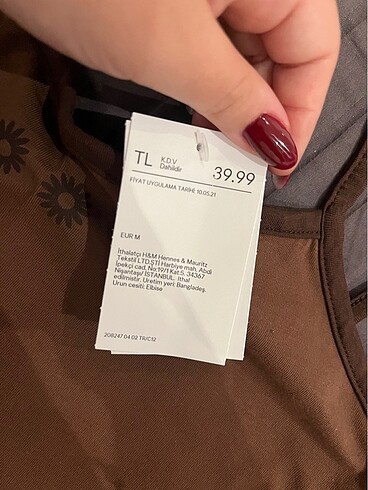 TL K.D.V Dahildir 39.99
FİYAT UYGULAMA TARİHİ: 10.05.21
EUR M
İthalatçı H&M Hennes & Mauritz
Tekstil LTD.ŞTİ Harbiye mah. Abdi
İpekçi cad. No:19/1 Kat:5. 34367
Nişantaşı/ İSTANBUL. İthal
edilmiştir. Üretim yeri: Bangladeş.
Ürün cesiti: Elbise
208247 04 02 TR/C12